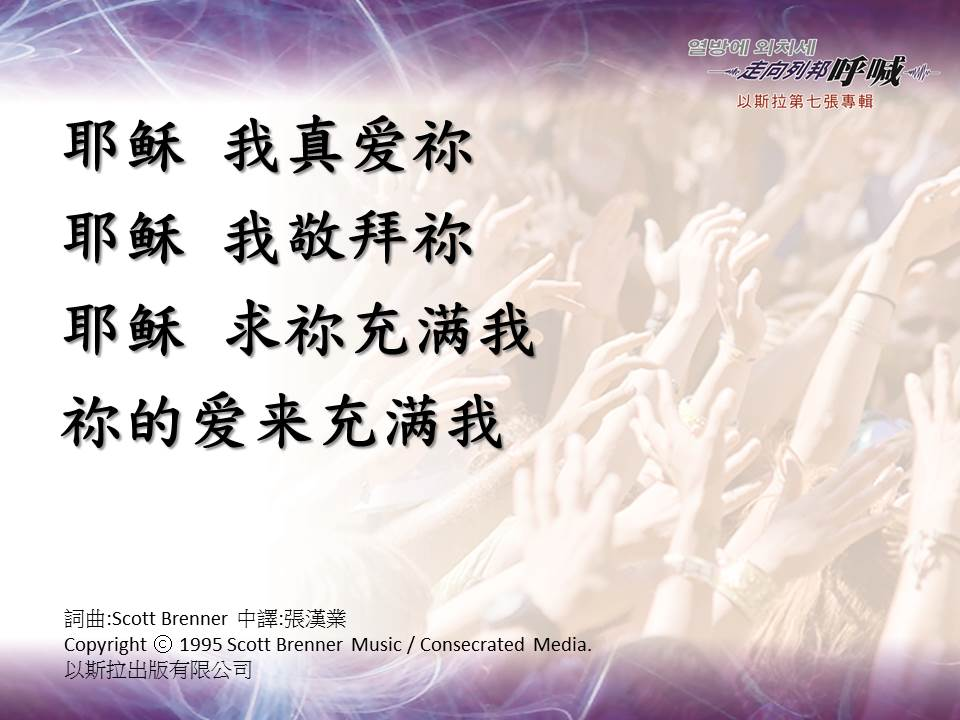 열방에 외치세
走向列邦呼喊
以斯拉第七張專輯
耶稣 我真爱祢
耶稣 我敬拜祢
耶稣 求祢充满我
祢的爱来充满我
詞曲:Scott Brenner 中譯:張漢業
Copyright ⓒ 1995 Scott Brenner Music / Consecrated Media.
以斯拉出版有限公司